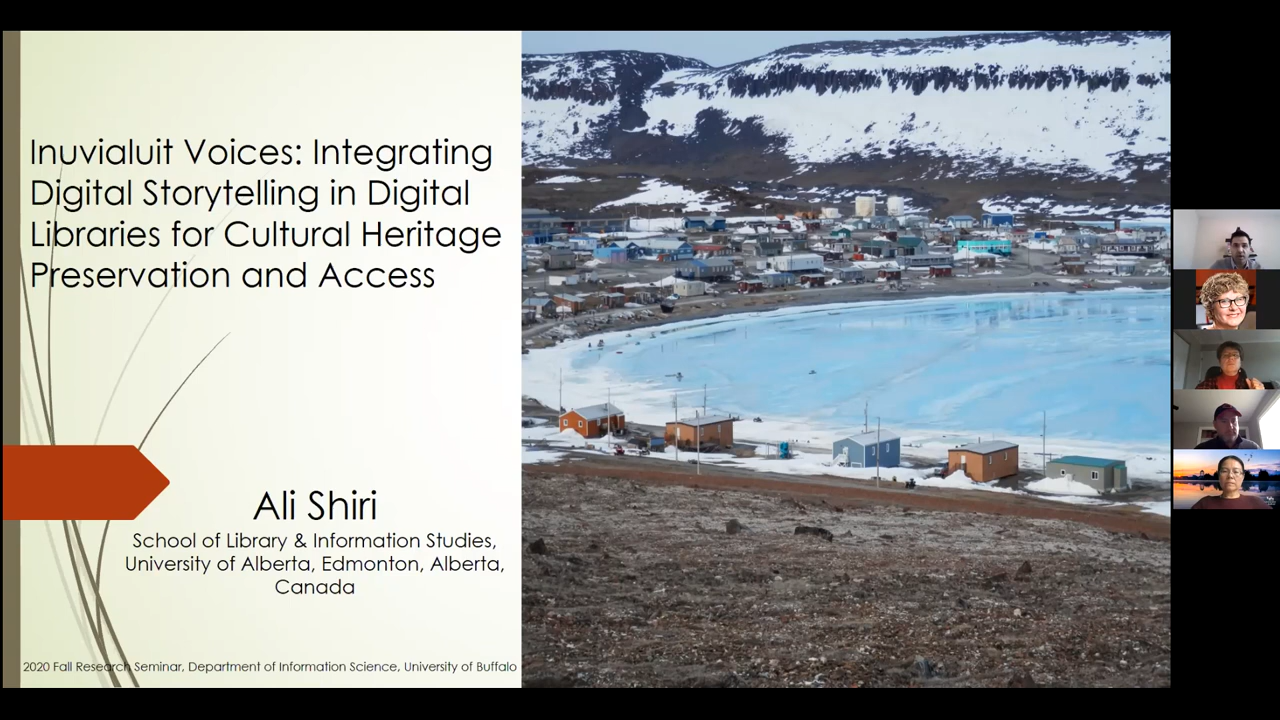 Inuvialuit Voices: Integrating
Digital Storytelling in Digital
Libraries for Cultural Heritage
Preservation and Access
Ali Shiri
School of Library & Information Studies,
University of Alberta, Edmonton, Alberta,
Canada
2020 Fall Research Seminar, Department of Information Science, University of Buffalo